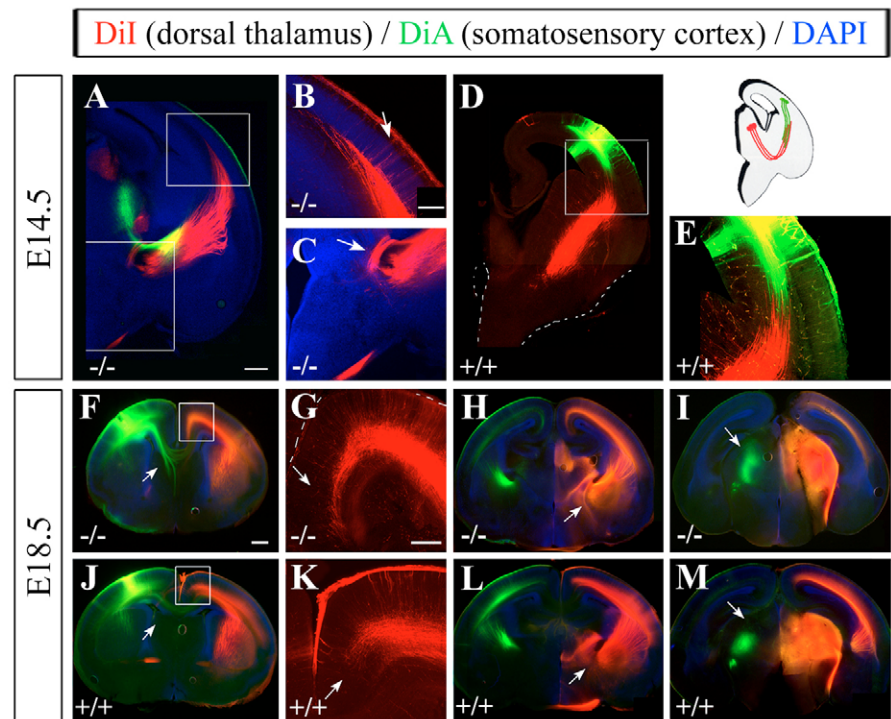 DiI (dorsal thalamus) / DiA (somatosensory cortex) / DAPI
E14.5
A
-/-
B
-/-
C
-/-
D
+/+
E
+/+
E18.5
F
-/-
G
-/-
H
-/-
I
-/-
J
+/+
K
+/+
L
+/+
M
+/+